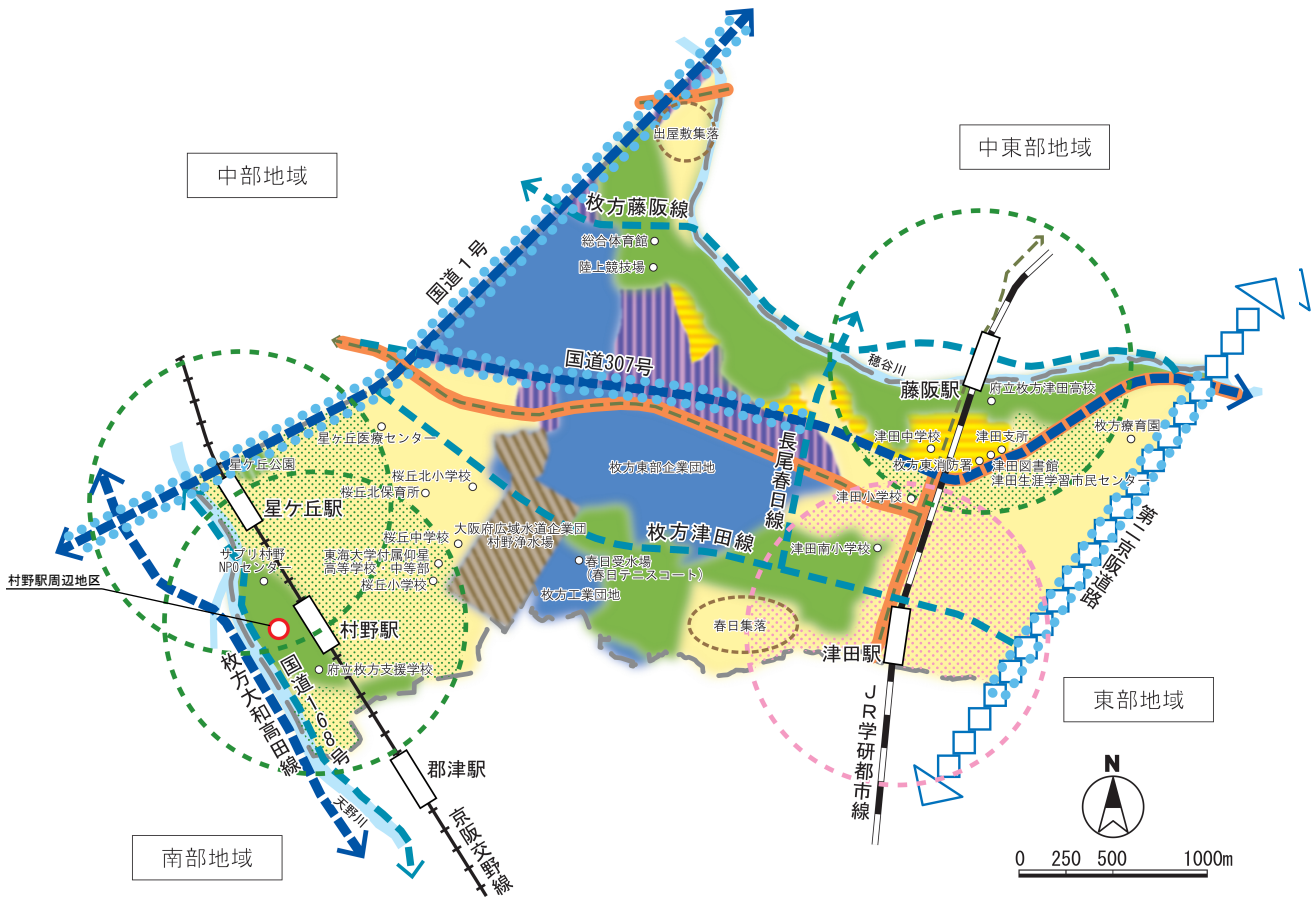 中部地域
中東部地域
出屋敷集落
枚方藤阪線
総合体育館
陸上競技場
国道1号
国道307号
穂谷川
藤阪駅
府立枚方津田高校
星ケ丘医療センター
長尾春日線
津田中学校
津田支所
枚方療育園
星ケ丘公園
枚方東部企業団地
枚方東消防署
津田図書館
津田生涯学習市民センター
桜丘北小学校
桜丘北保育所
津田小学校
星ケ丘駅
第二京阪道路
桜丘中学校
大阪府広域水道企業団
村野浄水場
枚方津田線
津田南小学校
サプリ村野
NPOセンター
東海大学付属仰星
高等学校・中等部
春日受水場
(春日テニスコート)
村野駅周辺地区
桜丘小学校
枚方工業団地
村野駅
春日集落
津田駅
府立枚方支援学校
国道168号
枚方大和高田線
東部地域
JR学研都市線
郡津駅
天野川
京阪交野線
南部地域
N
0 250 500 1000m